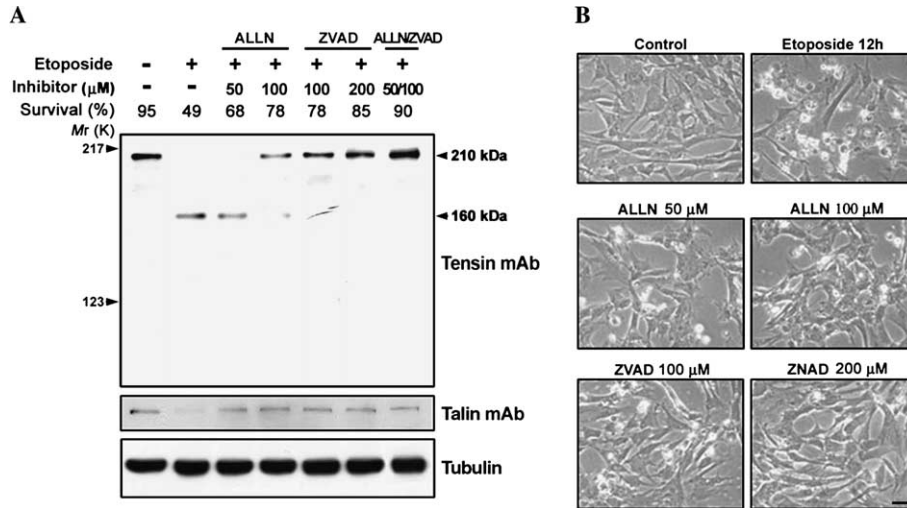 A
ALLN ZVAD ALLN/ZVAD
Etoposide - + + + + + +
Inhibitor (μM) - - 50 100 100 200 50/100
Survival (%) 95 49 68 78 78 85 90
Mr (K)
217
210 kDa
160 kDa
Tensin mAb
123
Talin mAb
Tubulin
B
Control Etoposide 12h
ALLN 50 μM ALLN 100 μM
ZVAD 100 μM ZNAD 200 μM